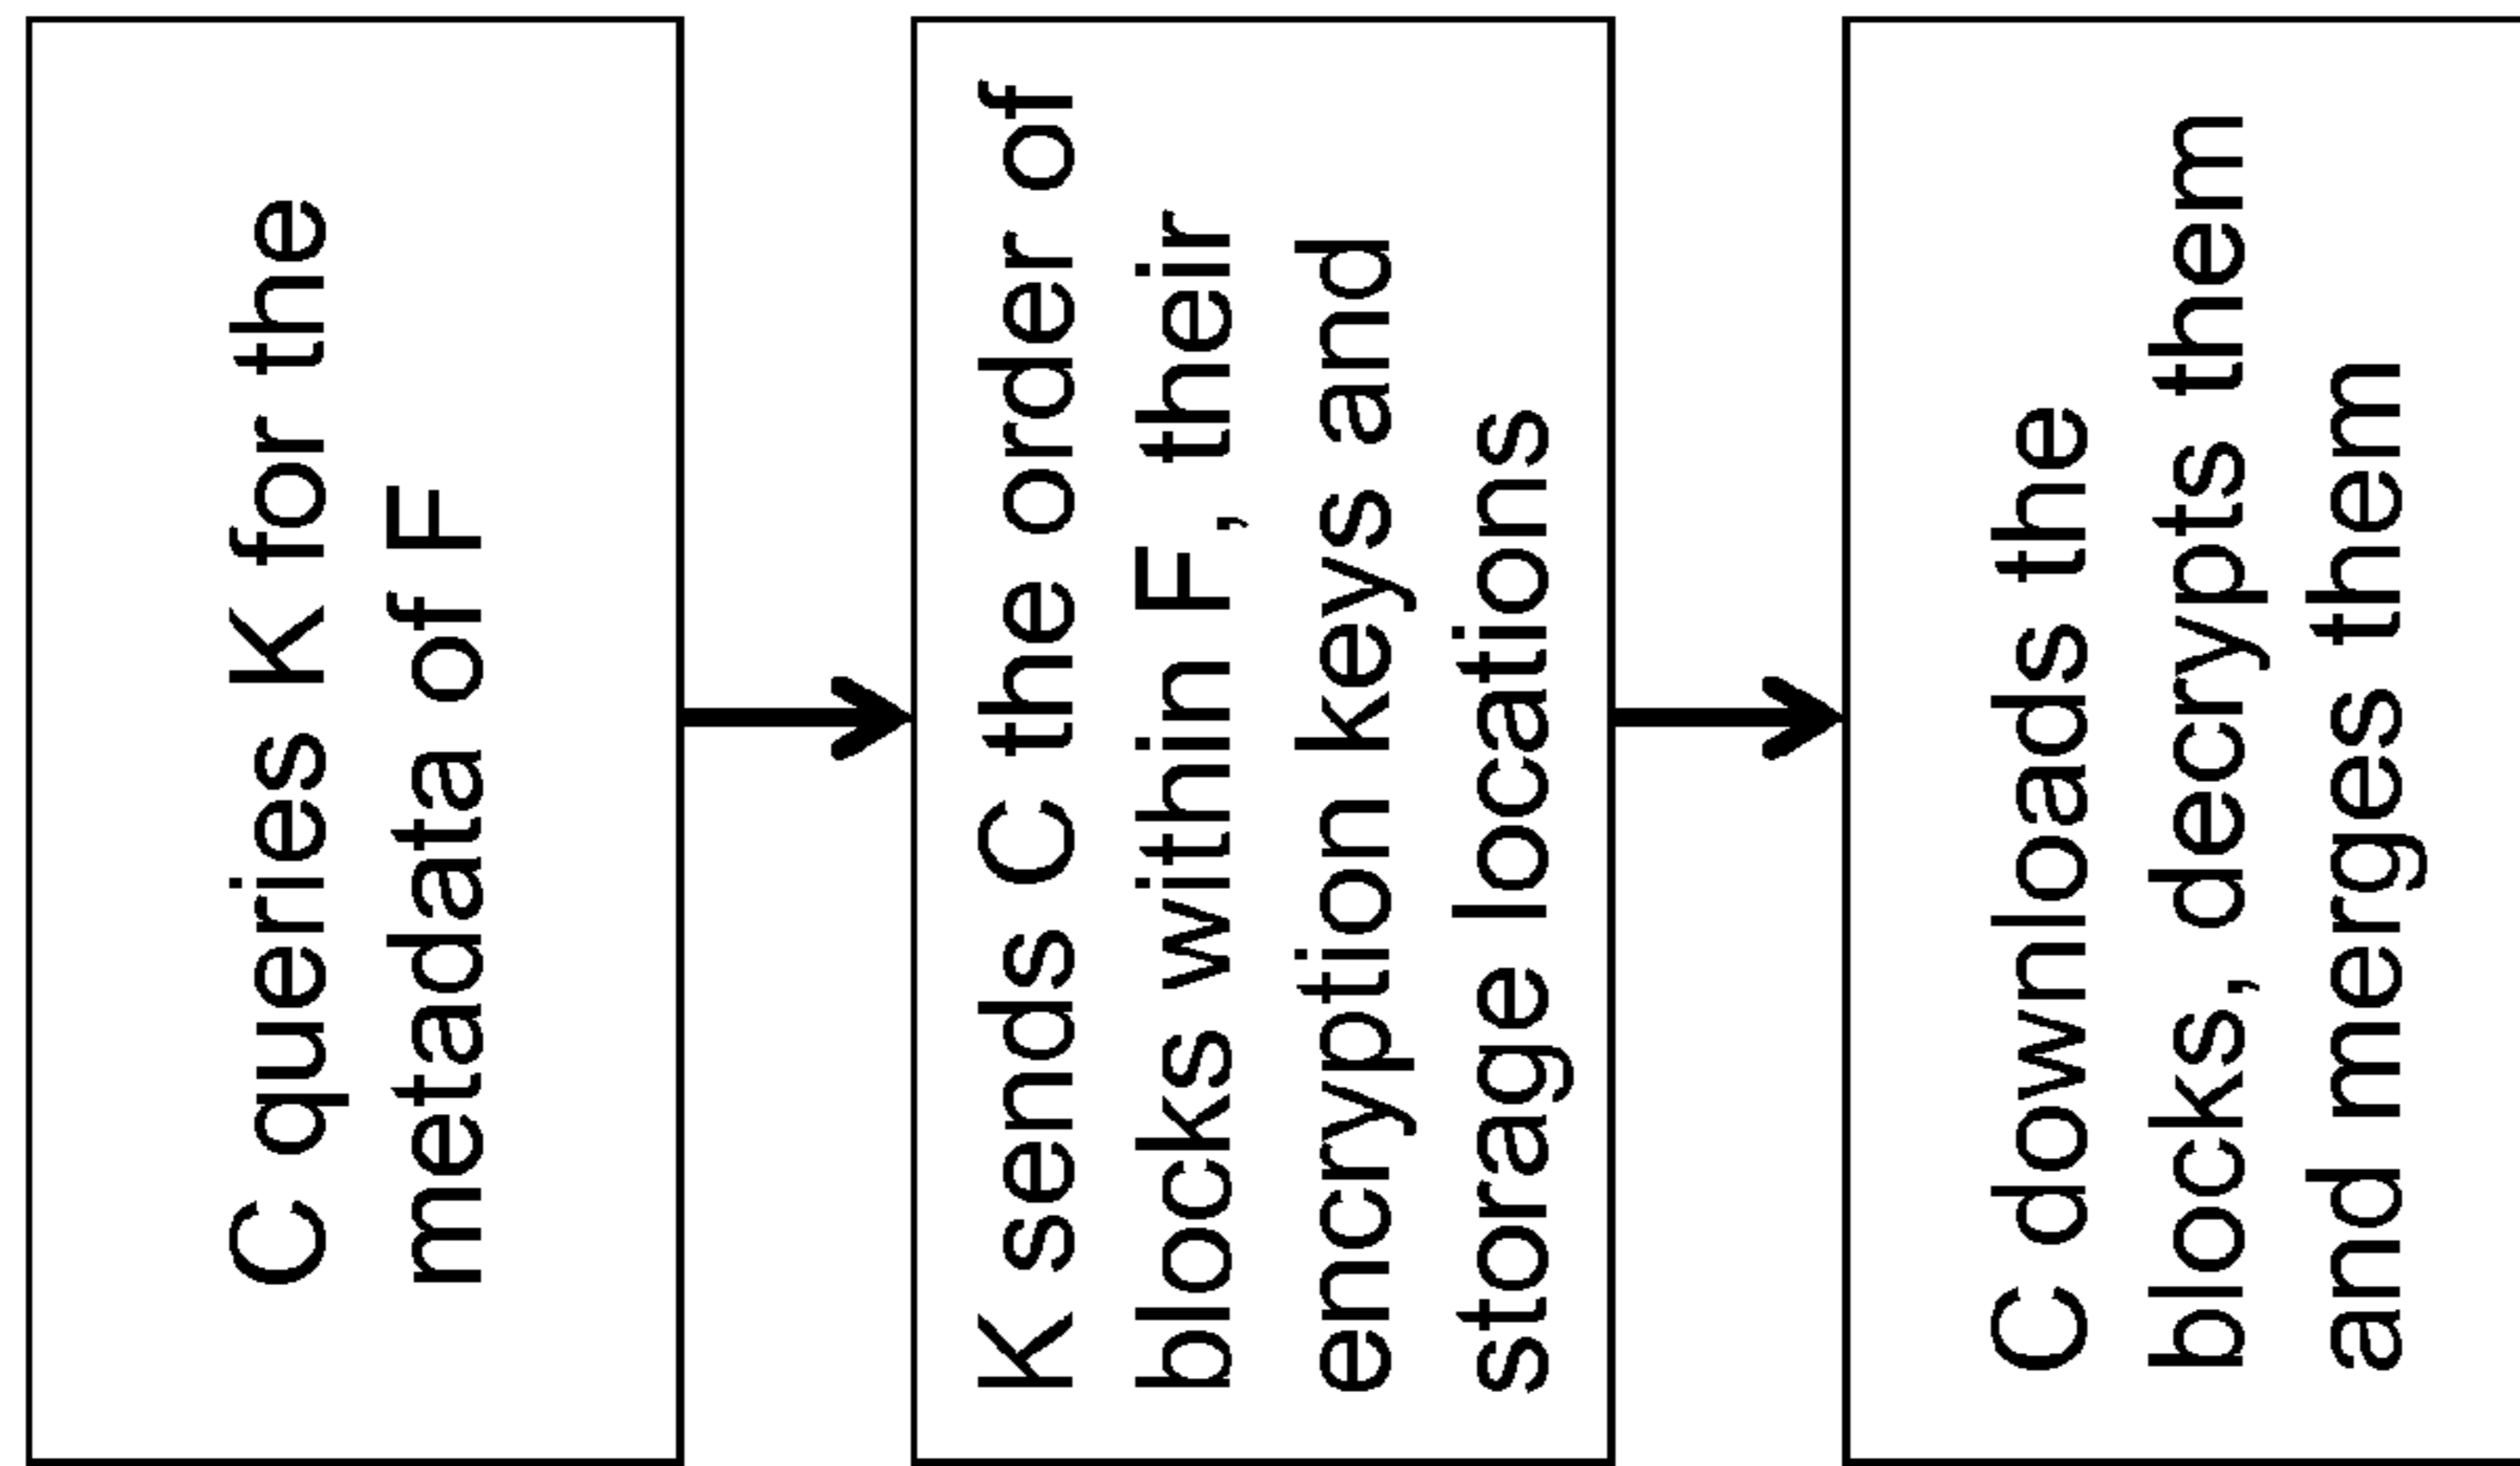 C queries K for the
metadata of F
K sends C the order of
blocks within F, their
encryption keys and
storage locations
C downloads the
blocks, decrypts them
and merges them